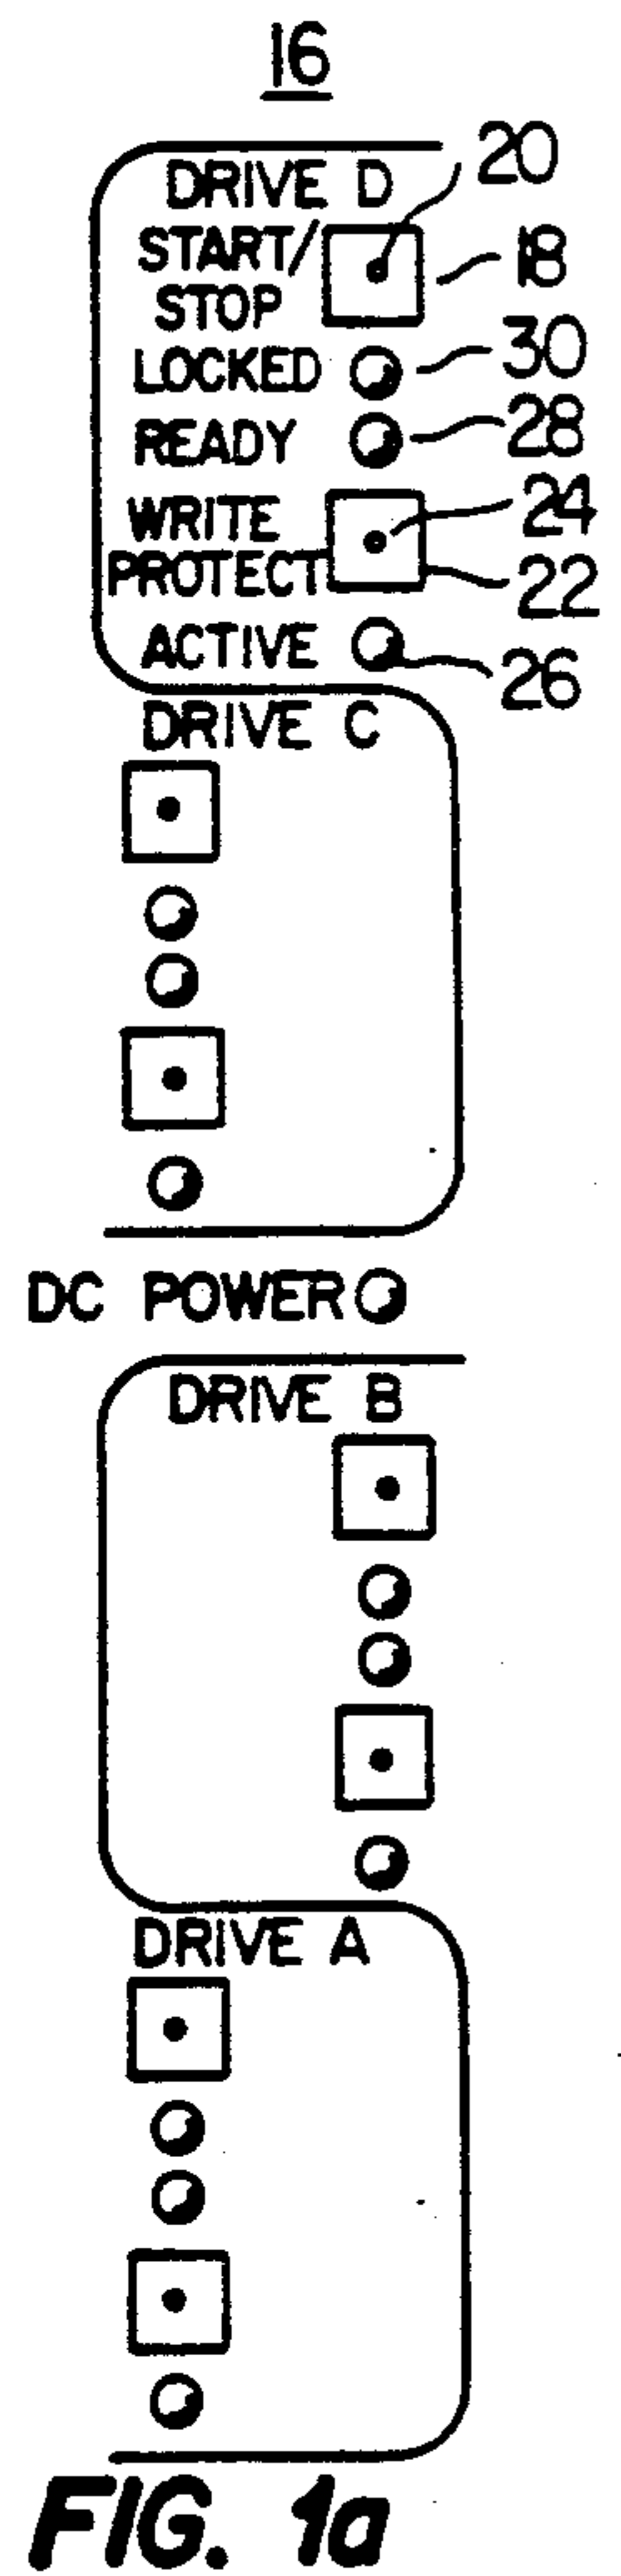 16
DRIVE D
20
START/
STOP
18
LOCKED
30
READY
28
WRITE
PROTECT
24
22
ACTIVE
26
DRIVE C
DC POWER
DRIVE B
DRIVE A
FIG. 1a